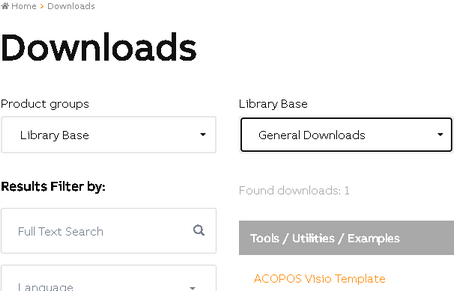 Home > Downloads
Downloads
Product groups
Library Base
Library Base
General Downloads
Results Filter by:
Full Text Search
Language
Found downloads: 1
Tools / Utilities / Examples
ACOPOS Visio Template